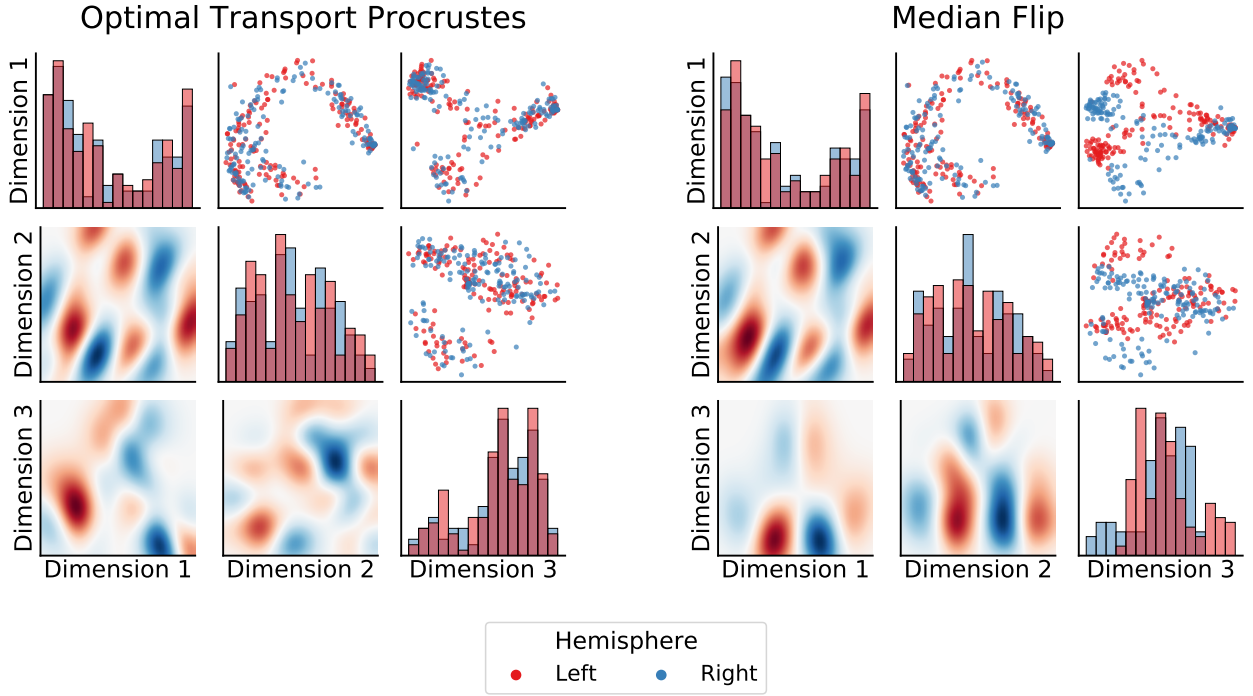 Optimal Transport Procrustes
Median Flip
Dimension 1
Dimension 1
Dimension 2
Dimension 2
Dimension 3
Dimension 3
Dimension 1
Dimension 2
Dimension 3
Dimension 1
Dimension 2
Dimension 3
Hemisphere
Left
Right